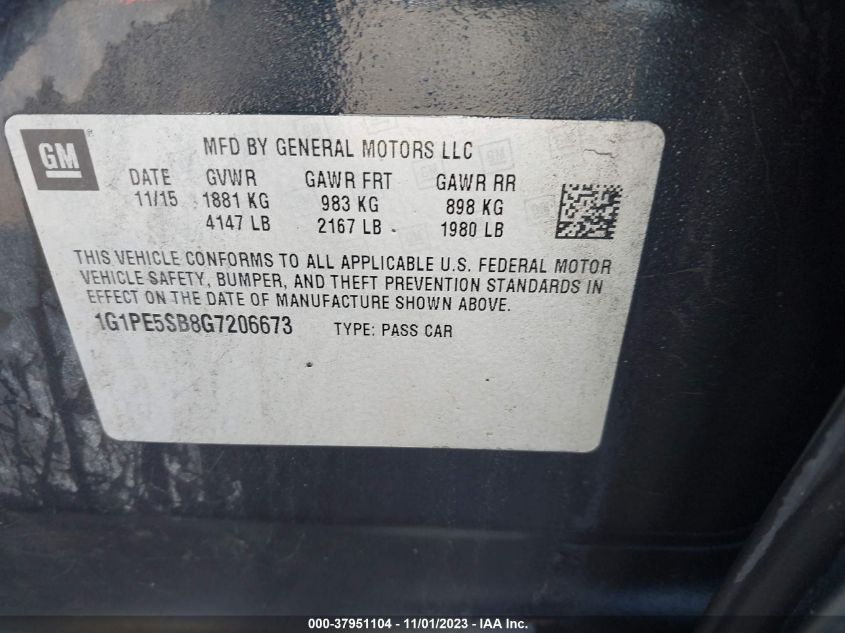 GM
MFD BY GENERAL MOTORS LLC
DATE GVWR GAWR FRT GAWR RR
11/15 1881 KG 983 KG 898 KG
4147 LB 2167 LB 1980 LB
THIS VEHICLE CONFORMS TO ALL APPLICABLE U.S. FEDERAL MOTOR
VEHICLE SAFETY, BUMPER, AND THEFT PREVENTION STANDARDS IN
EFFECT ON THE DATE OF MANUFACTURE SHOWN ABOVE.
1G1PE5SB8G7206673 TYPE: PASS CAR
000-37951104 - 11/01/2023 - IAA Inc.